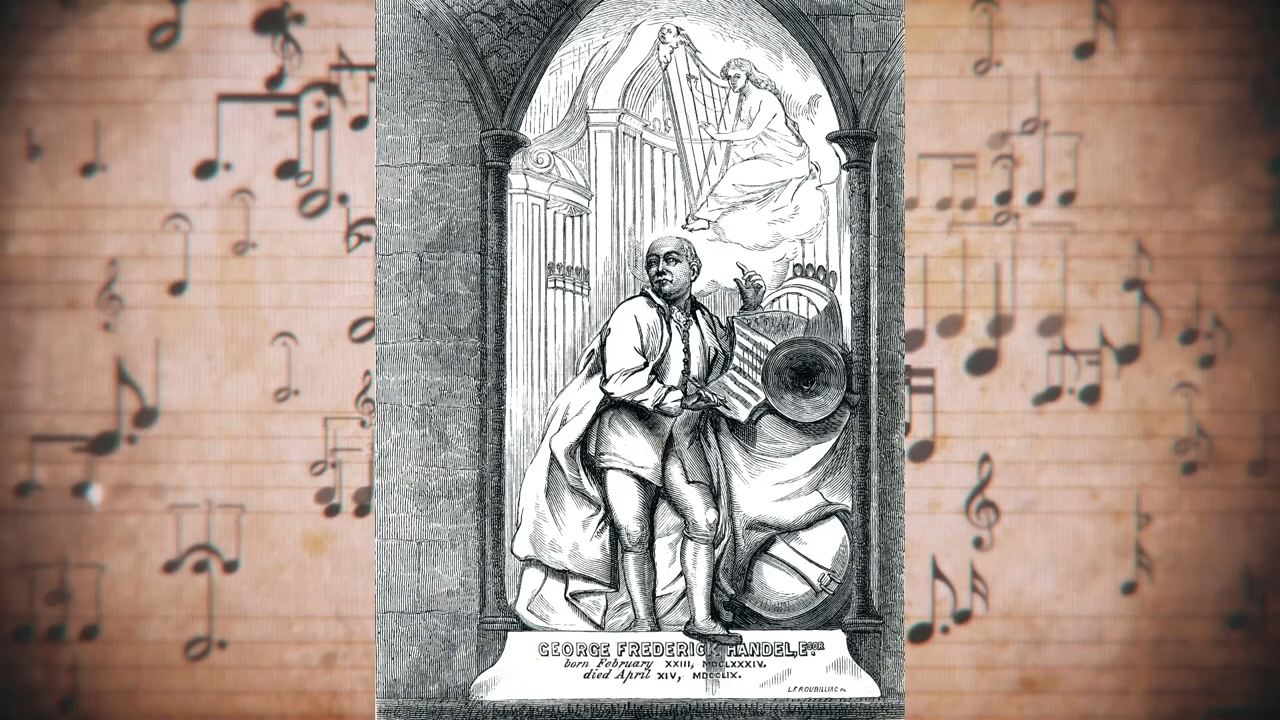 GEORGE FREDERICK HANDEL, ESQR
born February XXIII, MDCLXXXIV.
died April XIV, MDCCLIX.
L.F. ROUBILLIAC